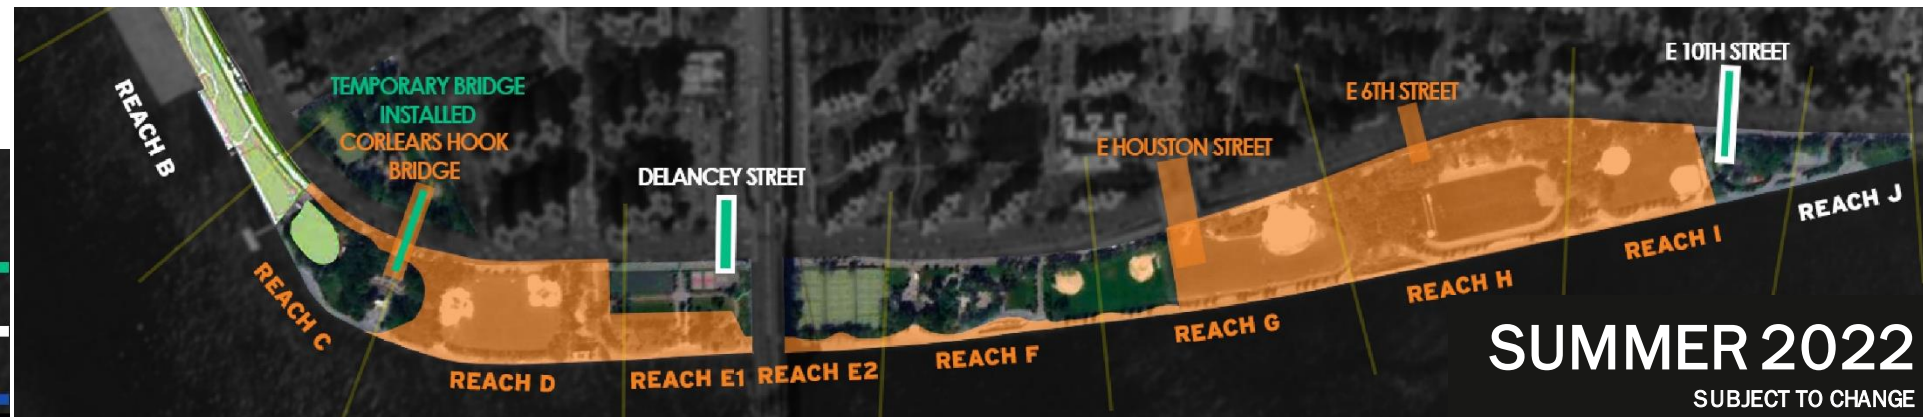 REACH B
TEMPORARY BRIDGE
INSTALLED
CORLEARS HOOK
BRIDGE
DELANCEY STREET
E HOUSTON STREET
E 6TH STREET
E 10TH STREET
REACH C
REACH D
REACH E1
REACH E2
REACH F
REACH G
REACH H
REACH I
REACH J
SUMMER 2022
SUBJECT TO CHANGE